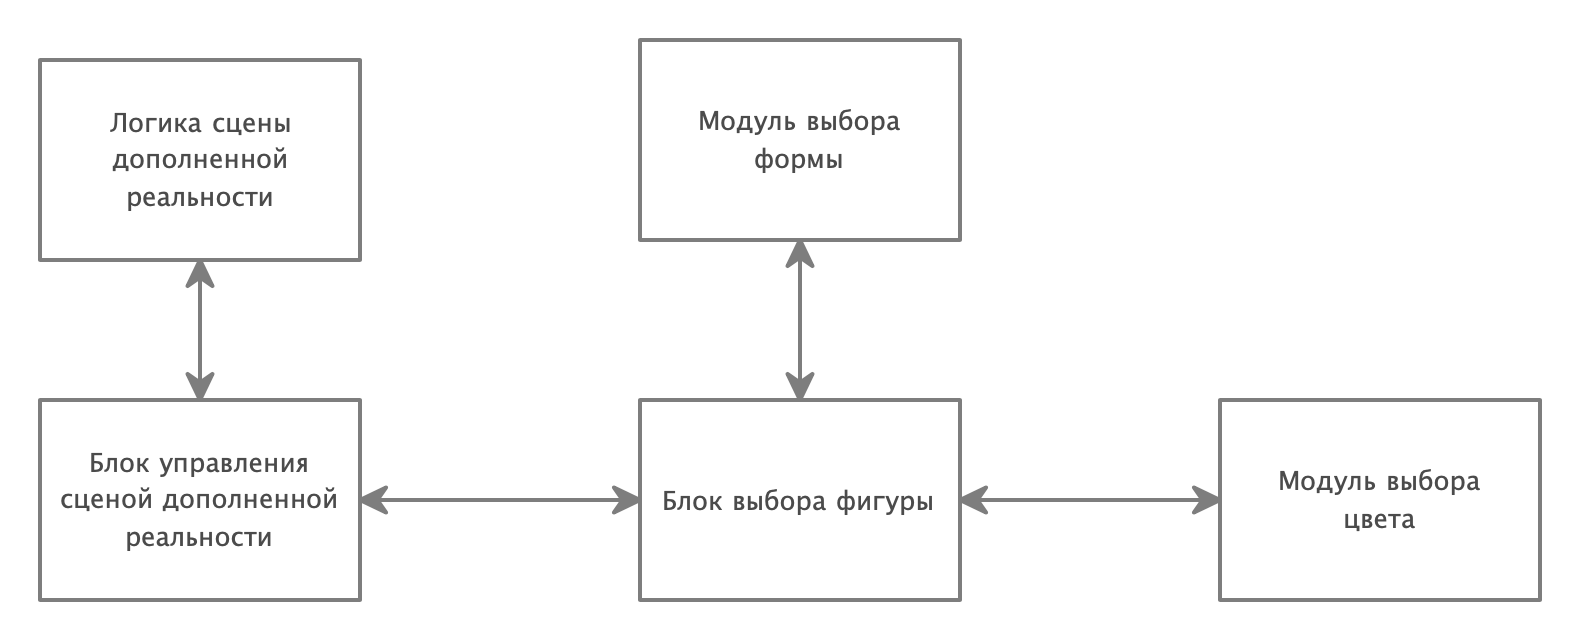 Логика сцены
дополненной
реальности
Модуль выбора
формы
Блок управления
сценой дополненной
реальности
Блок выбора фигуры
Модуль выбора
цвета